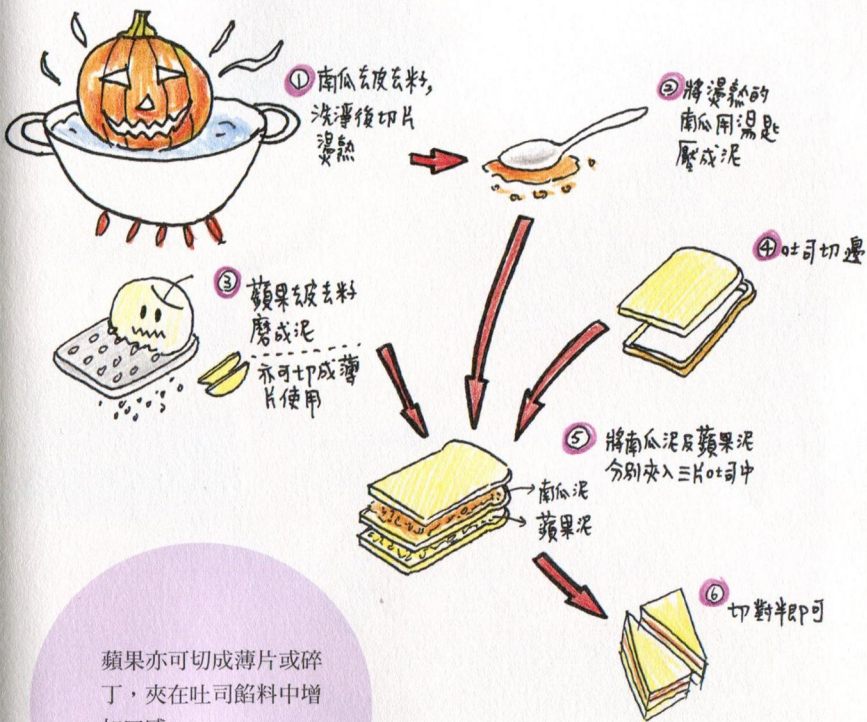 ① 南瓜去皮去籽,
洗淨後切片
燙熟
② 將燙熟的
南瓜用湯匙
壓成泥
③ 蘋果去皮去籽
磨成泥
亦可切成薄
片使用
④ 吐司切邊
⑤ 將南瓜泥及蘋果泥
分別夾入三片吐司中
南瓜泥
蘋果泥
⑥ 切對半即可
蘋果亦可切成薄片或碎
丁，夾在吐司餡料中增